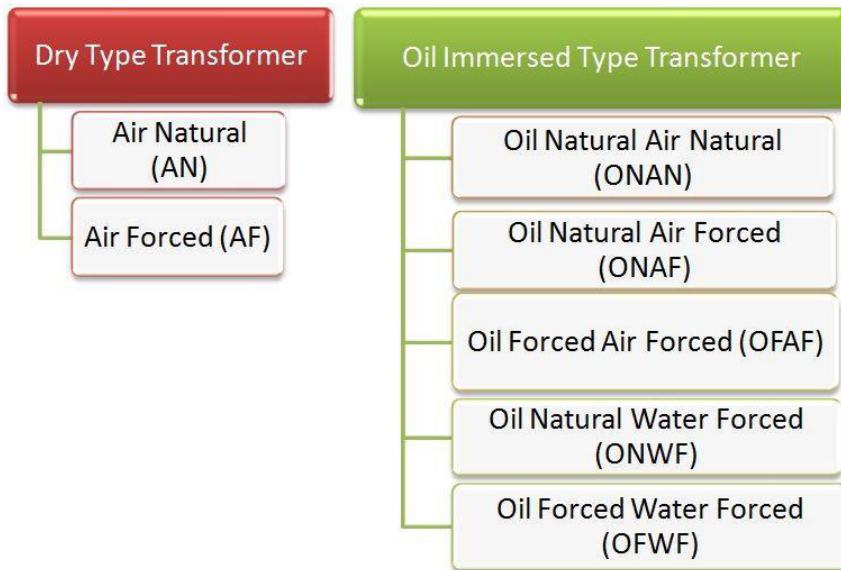 Dry Type Transformer
Air Natural
(AN)
Air Forced (AF)
Oil Immersed Type Transformer
Oil Natural Air Natural
(ONAN)
Oil Natural Air Forced
(ONAF)
Oil Forced Air Forced (OFAF)
Oil Natural Water Forced
(ONWF)
Oil Forced Water Forced
(OFWF)